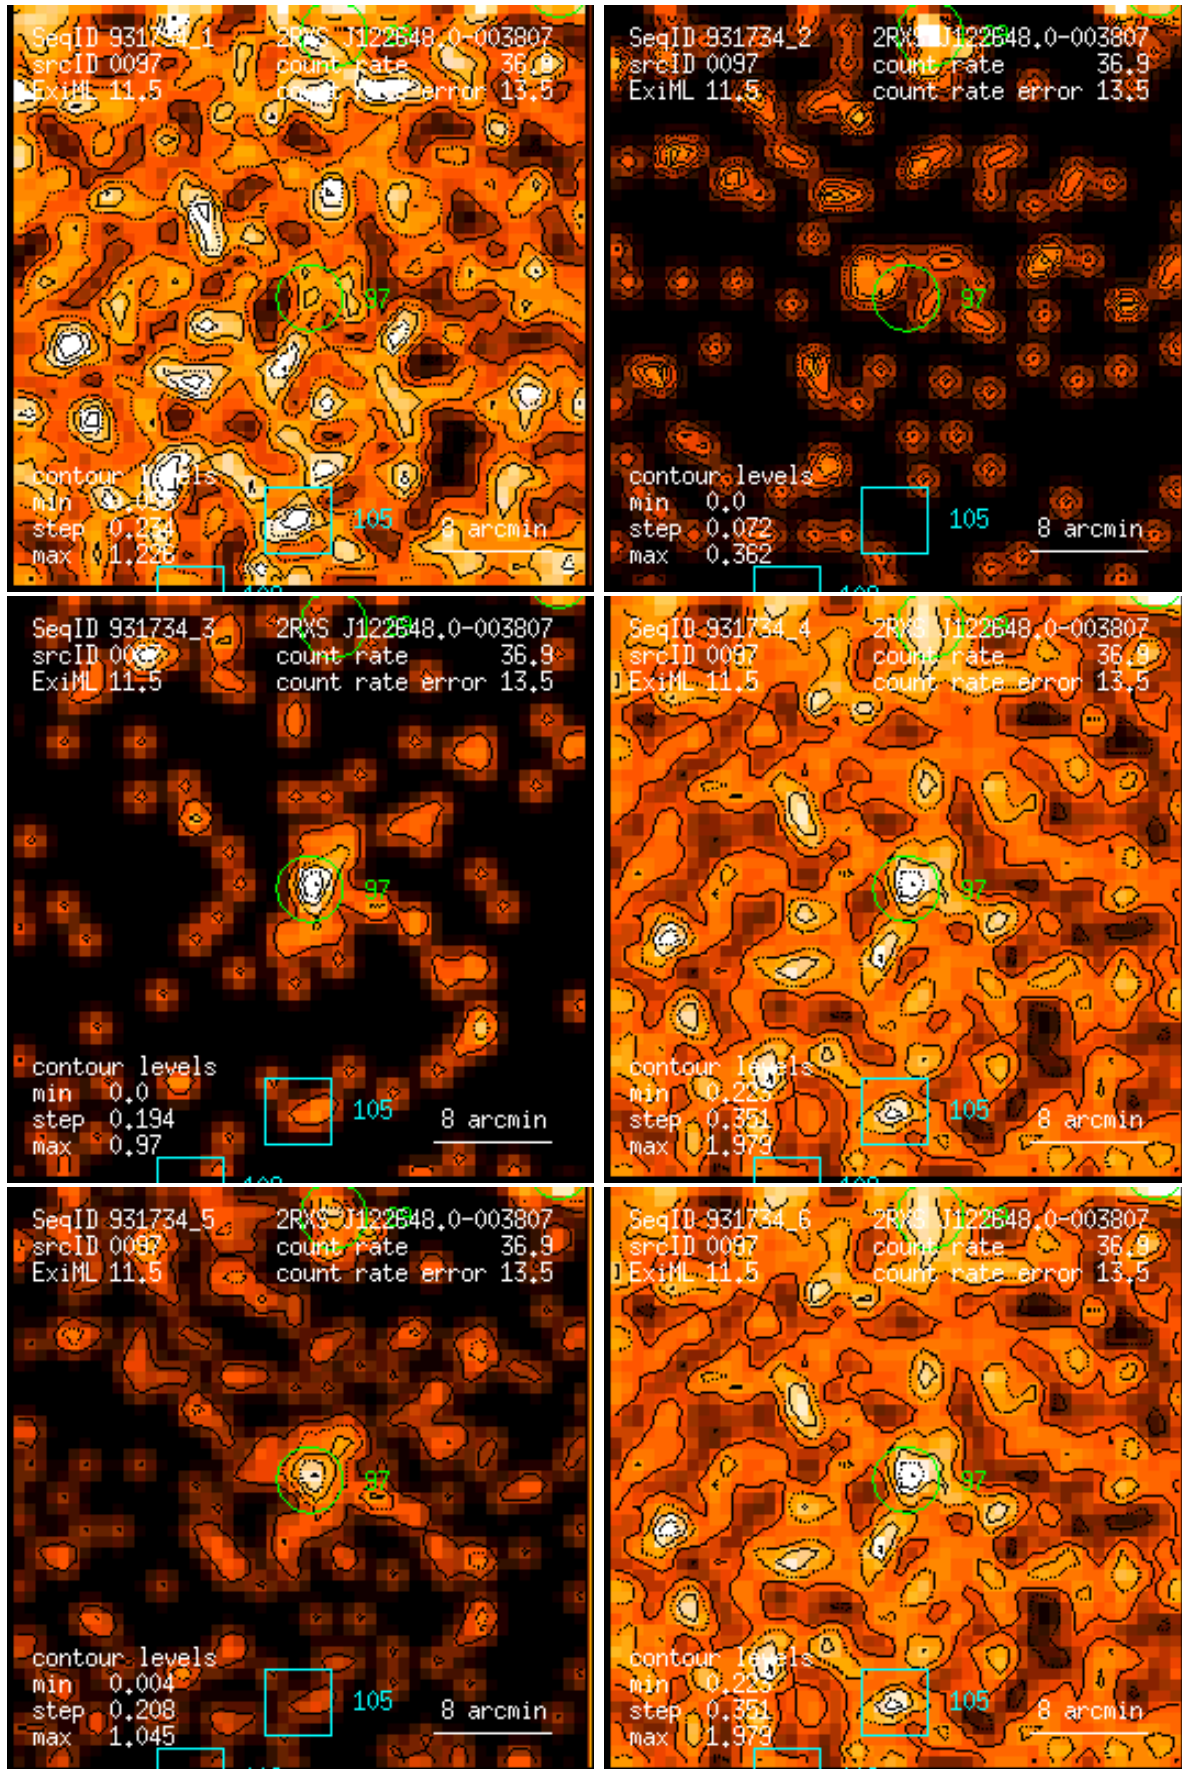 SeqID 931734_1 2RXS J122648.0-003807
srcID 0097 count rate 36.9
ExiML 11.5 count rate error 13.5
97
contour levels
min 0.055
step 0.234 105 8 arcmin
max 1.226
SeqID 931734_2 2RXS J122648.0-003807
srcID 0097 count rate 36.9
ExiML 11.5 count rate error 13.5
97
contour levels
min 0.0
step 0.072 105 8 arcmin
max 0.362
SeqID 931734_3 2RXS J122648.0-003807
srcID 0097 count rate 36.9
ExiML 11.5 count rate error 13.5
97
contour levels
min 0.0
step 0.194 105 8 arcmin
max 0.97
SeqID 931734_4 2RXS J122648.0-003807
srcID 0097 count rate 36.9
ExiML 11.5 count rate error 13.5
97
contour levels
min 0.223
step 0.351 105 8 arcmin
max 1.979
SeqID 931734_5 2RXS J122648.0-003807
srcID 0097 count rate 36.9
ExiML 11.5 count rate error 13.5
97
contour levels
min 0.004
step 0.208 105 8 arcmin
max 1.045
SeqID 931734_6 2RXS J122648.0-003807
srcID 0097 count rate 36.9
ExiML 11.5 count rate error 13.5
97
contour levels
min 0.223
step 0.351 105 8 arcmin
max 1.979